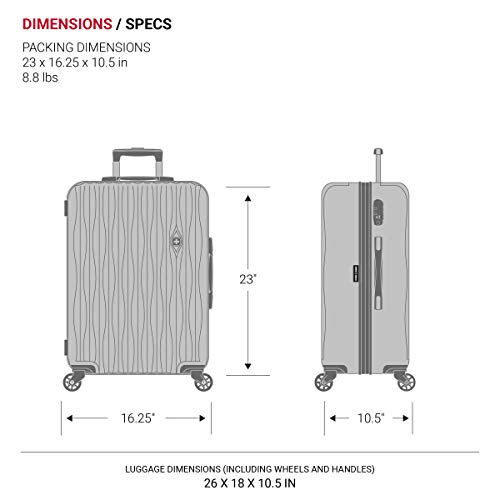 DIMENSIONS / SPECS
PACKING DIMENSIONS
23 x 16.25 x 10.5 in
8.8 lbs
23"
16.25"
10.5"
LUGGAGE DIMENSIONS (INCLUDING WHEELS AND HANDLES)
26 X 18 X 10.5 IN